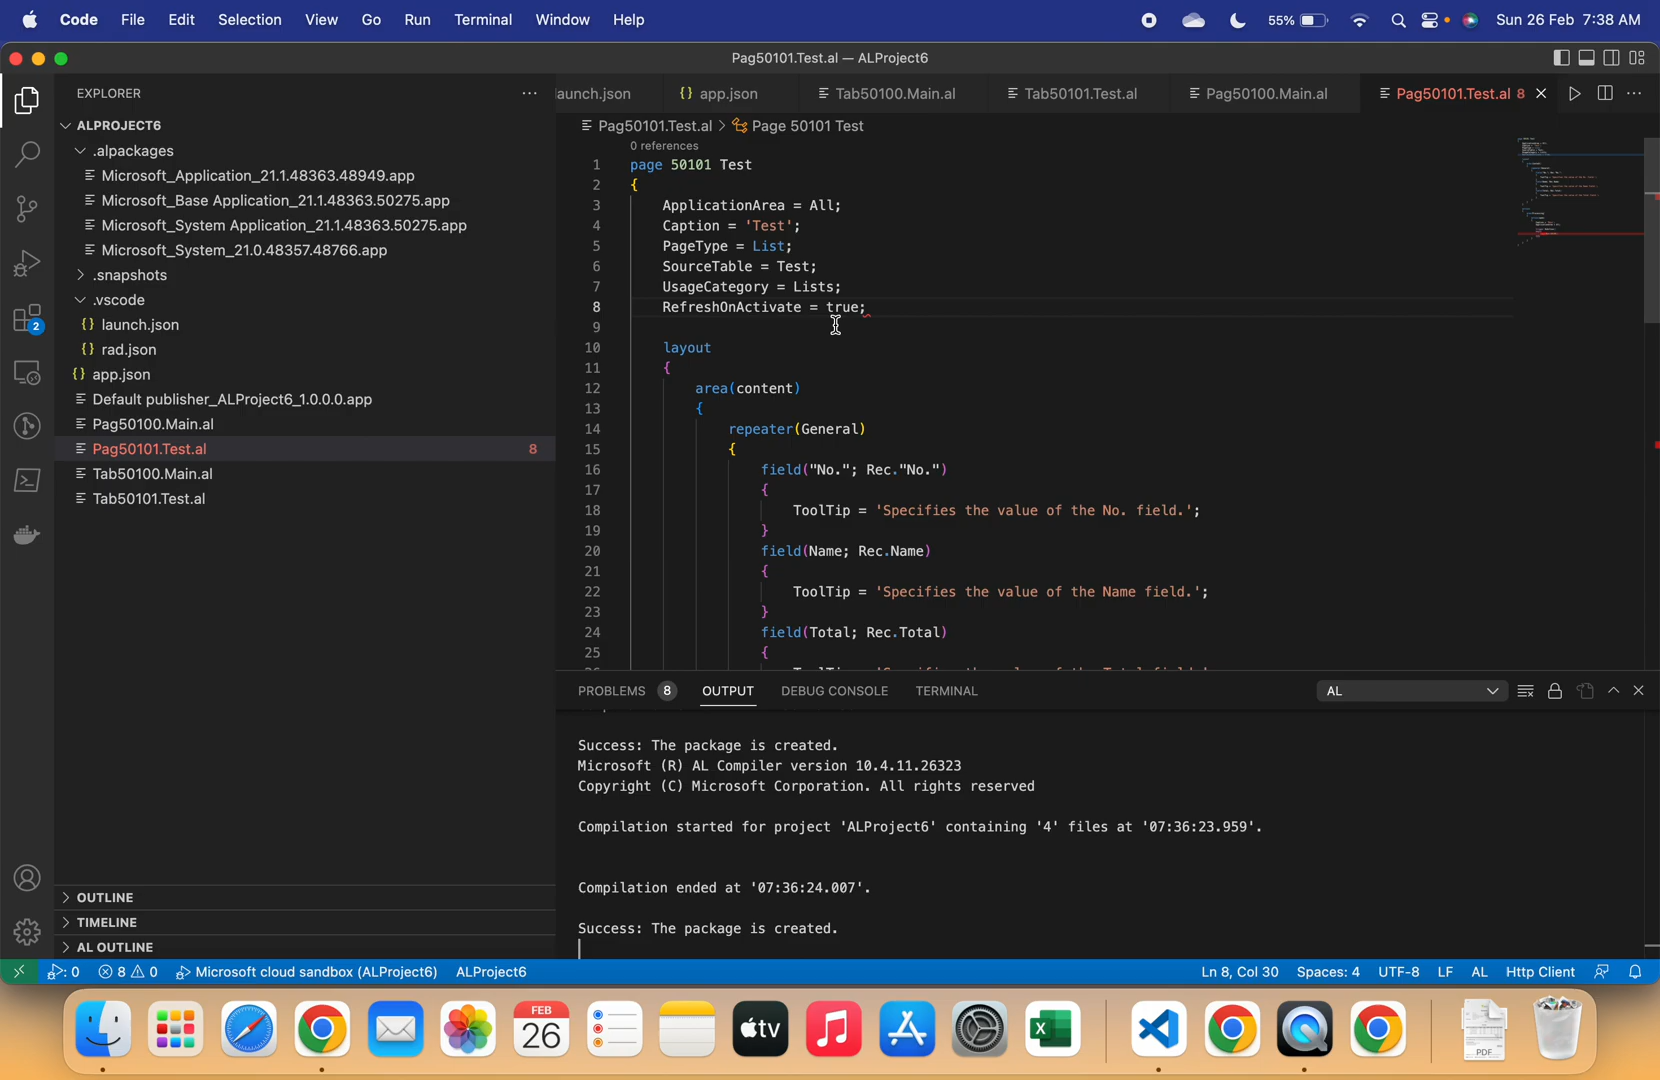 Code File Edit Selection View Go Run Terminal Window Help 55% Sun 26 Feb 7:38 AM
Pag50101.Test.al — ALProject6
EXPLORER
launch.json
{} app.json
Tab50100.Main.al
Tab50101.Test.al
Pag50100.Main.al
Pag50101.Test.al 8
ALPROJECT6
.alpackages
Microsoft_Application_21.1.48363.48949.app
Microsoft_Base Application_21.1.48363.50275.app
Microsoft_System Application_21.1.48363.50275.app
Microsoft_System_21.0.48357.48766.app
.snapshots
.vscode
{} launch.json
{} rad.json
{} app.json
Default publisher_ALProject6_1.0.0.0.app
Pag50100.Main.al
Pag50101.Test.al 8
Tab50100.Main.al
Tab50101.Test.al
2
OUTLINE
TIMELINE
AL OUTLINE
Pag50101.Test.al > Page 50101 Test
0 references
1 page 50101 Test
2 {
3 ApplicationArea = All;
4 Caption = 'Test';
5 PageType = List;
6 SourceTable = Test;
7 UsageCategory = Lists;
8 RefreshOnActivate = true;
9
10 layout
11 {
12 area(content)
13 {
14 repeater(General)
15 {
16 field("No."; Rec."No.")
17 {
18 ToolTip = 'Specifies the value of the No. field.';
19 }
20 field(Name; Rec.Name)
21 {
22 ToolTip = 'Specifies the value of the Name field.';
23 }
24 field(Total; Rec.Total)
25 {
PROBLEMS 8 OUTPUT DEBUG CONSOLE TERMINAL AL
Success: The package is created.
Microsoft (R) AL Compiler version 10.4.11.26323
Copyright (C) Microsoft Corporation. All rights reserved
Compilation started for project 'ALProject6' containing '4' files at '07:36:23.959'.
Compilation ended at '07:36:24.007'.
Success: The package is created.
0 8 0 Microsoft cloud sandbox (ALProject6) ALProject6 Ln 8, Col 30 Spaces: 4 UTF-8 LF AL Http Client
FEB
26
tv
X
PDF